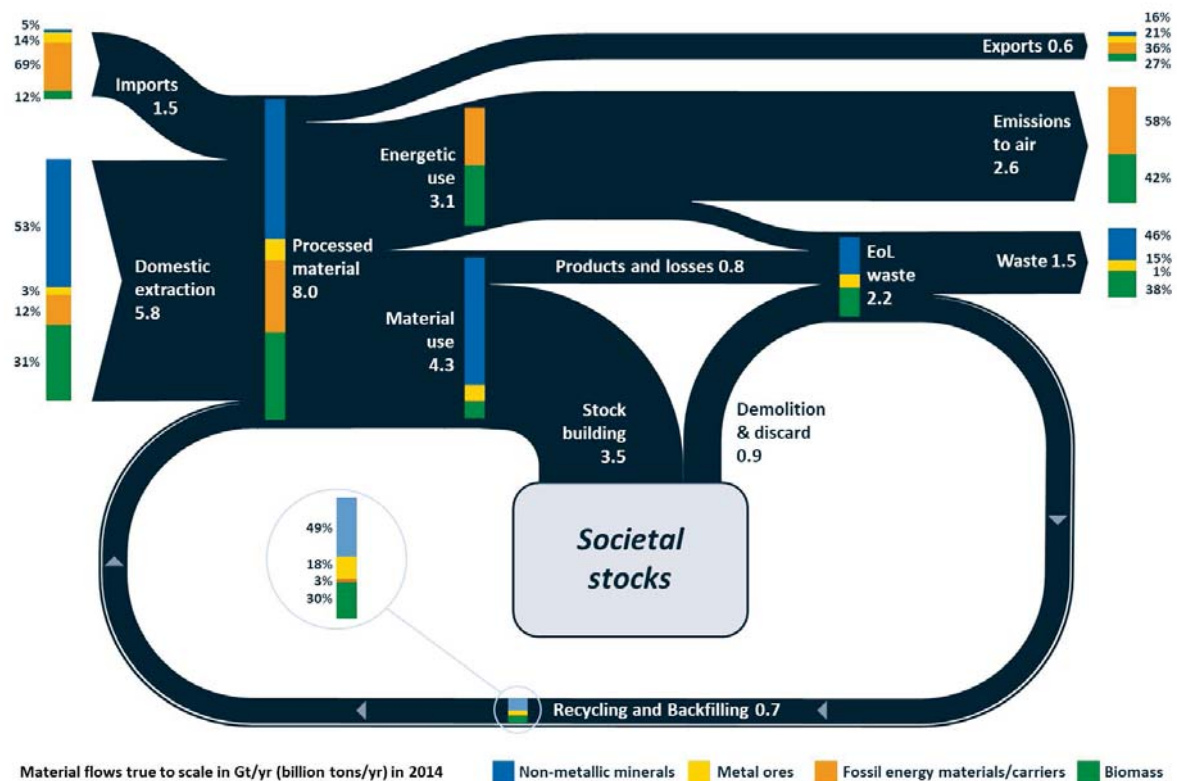 5%
14%
69%
12%
Imports
1.5
53%
3%
12%
31%
Domestic
extraction
5.8
Processed
material
8.0
Energetic
use
3.1
Material
use
4.3
Products and losses 0.8
Stock
building
3.5
Demolition
& discard
0.9
Societal
stocks
EoL
waste
2.2
Exports 0.6
16%
21%
36%
27%
Emissions
to air
2.6
58%
42%
Waste 1.5
46%
15%
1%
38%
49%
18%
3%
30%
Recycling and Backfilling 0.7
Material flows true to scale in Gt/yr (billion tons/yr) in 2014
Non-metallic minerals
Metal ores
Fossil energy materials/carriers
Biomass